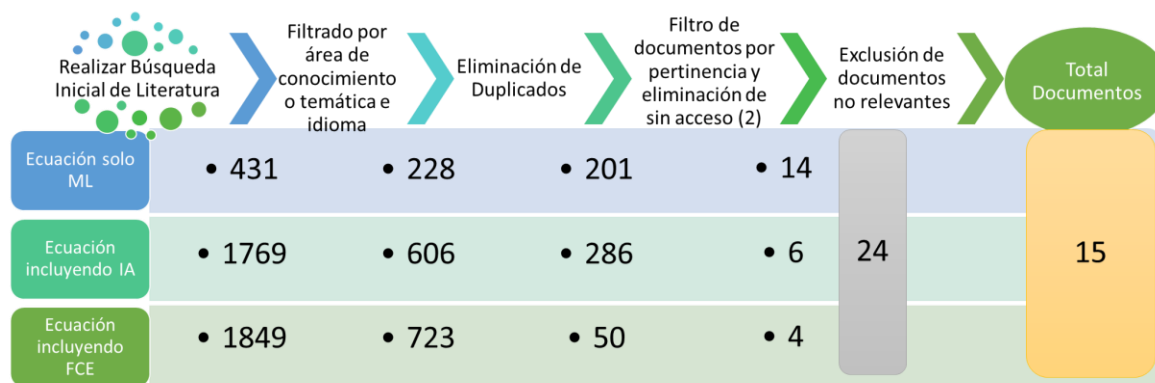 Realizar Búsqueda
Inicial de Literatura
Filtrado por
área de
conocimiento
o temática e
idioma
Eliminación de
Duplicados
Filtro de
documentos por
pertinencia y
eliminación de
sin acceso (2)
Exclusión de
documentos
no relevantes
Total
Documentos
Ecuación solo
ML
• 431
• 228
• 201
• 14
Ecuación
incluyendo IA
• 1769
• 606
• 286
• 6
24
15
Ecuación
incluyendo
FCE
• 1849
• 723
• 50
• 4